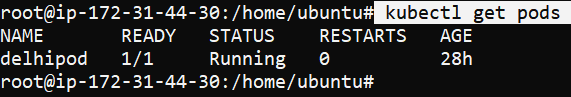 root@ip-172-31-44-30:/home/ubuntu# kubectl get pods
NAME       READY   STATUS    RESTARTS   AGE
delhipod   1/1     Running   0          28h
root@ip-172-31-44-30:/home/ubuntu#